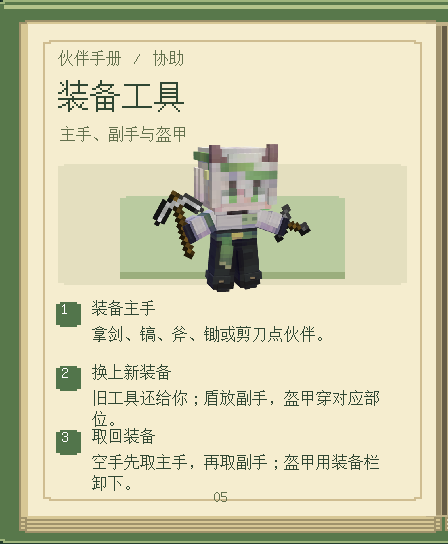 伙伴手册 / 协助
装备工具
主手、副手与盔甲
1 装备主手
拿剑、镐、斧、锄或剪刀点伙伴。
2 换上新装备
旧工具还给你；盾放副手，盔甲穿对应部
位。
3 取回装备
空手先取主手，再取副手；盔甲用装备栏
卸下。
05